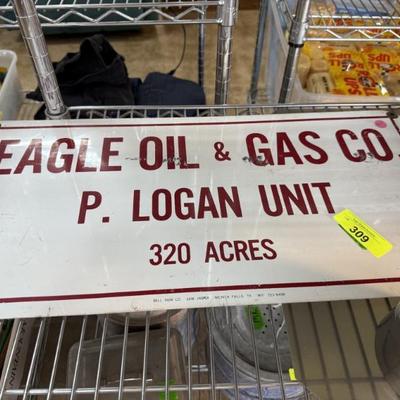 EAGLE OIL & GAS CO.
P. LOGAN UNIT
320 ACRES
309